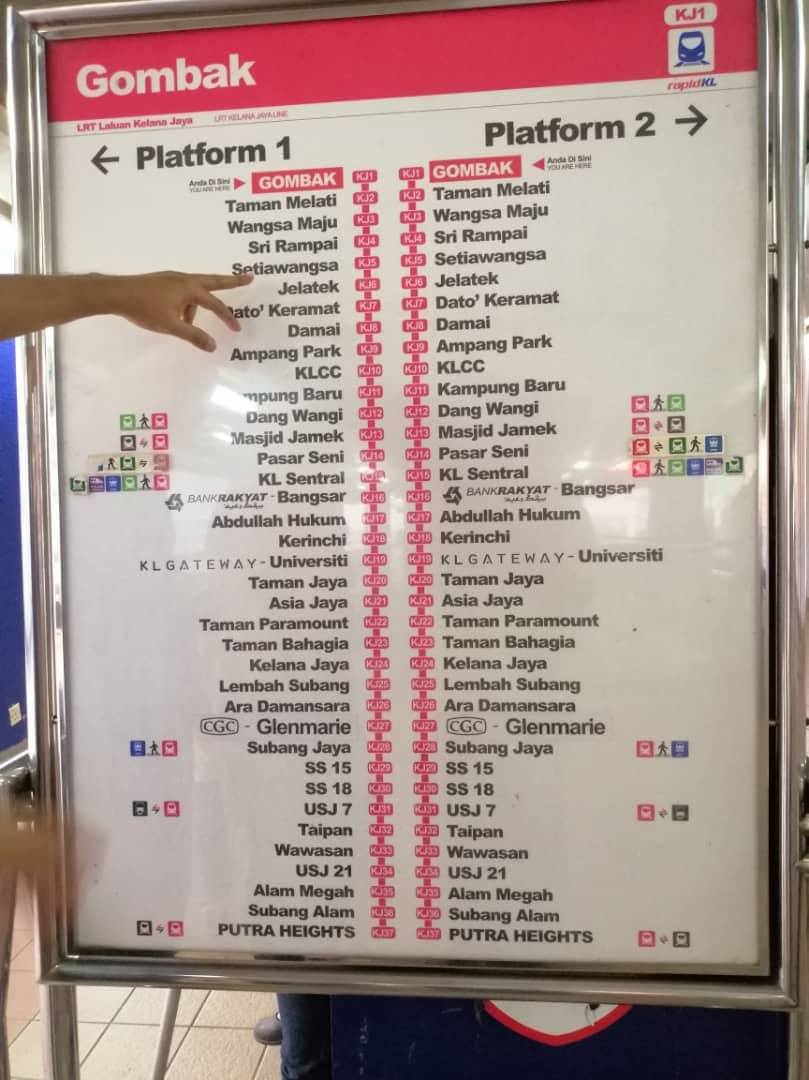 Gombak
KJ1
rapidKL
LRT Laluan Kelana Jaya LRT KELANA JAYA LINE
← Platform 1
Anda Di Sini
YOU ARE HERE
GOMBAK KJ1
Taman Melati KJ2
Wangsa Maju KJ3
Sri Rampai KJ4
Setiawangsa KJ5
Jelatek KJ6
ato' Keramat KJ7
Damai KJ8
Ampang Park KJ9
KLCC KJ10
mpung Baru KJ11
Dang Wangi KJ12
Masjid Jamek KJ13
Pasar Seni KJ14
KL Sentral KJ15
BANKRAKYAT - Bangsar KJ16
Abdullah Hukum KJ17
Kerinchi KJ18
KLGATEWAY - Universiti KJ19
Taman Jaya KJ20
Asia Jaya KJ21
Taman Paramount KJ22
Taman Bahagia KJ23
Kelana Jaya KJ24
Lembah Subang KJ25
Ara Damansara KJ26
CGC - Glenmarie KJ27
Subang Jaya KJ28
SS 15 KJ29
SS 18 KJ30
USJ 7 KJ31
Taipan KJ32
Wawasan KJ33
USJ 21 KJ34
Alam Megah KJ35
Subang Alam KJ36
PUTRA HEIGHTS KJ37
Platform 2 →
KJ1 GOMBAK
Anda Di Sini
YOU ARE HERE
KJ2 Taman Melati
KJ3 Wangsa Maju
KJ4 Sri Rampai
KJ5 Setiawangsa
KJ6 Jelatek
KJ7 Dato' Keramat
KJ8 Damai
KJ9 Ampang Park
KJ10 KLCC
KJ11 Kampung Baru
KJ12 Dang Wangi
KJ13 Masjid Jamek
KJ14 Pasar Seni
KJ15 KL Sentral
KJ16 BANKRAKYAT - Bangsar
KJ17 Abdullah Hukum
KJ18 Kerinchi
KJ19 KLGATEWAY - Universiti
KJ20 Taman Jaya
KJ21 Asia Jaya
KJ22 Taman Paramount
KJ23 Taman Bahagia
KJ24 Kelana Jaya
KJ25 Lembah Subang
KJ26 Ara Damansara
KJ27 CGC - Glenmarie
KJ28 Subang Jaya
KJ29 SS 15
KJ30 SS 18
KJ31 USJ 7
KJ32 Taipan
KJ33 Wawasan
KJ34 USJ 21
KJ35 Alam Megah
KJ36 Subang Alam
KJ37 PUTRA HEIGHTS